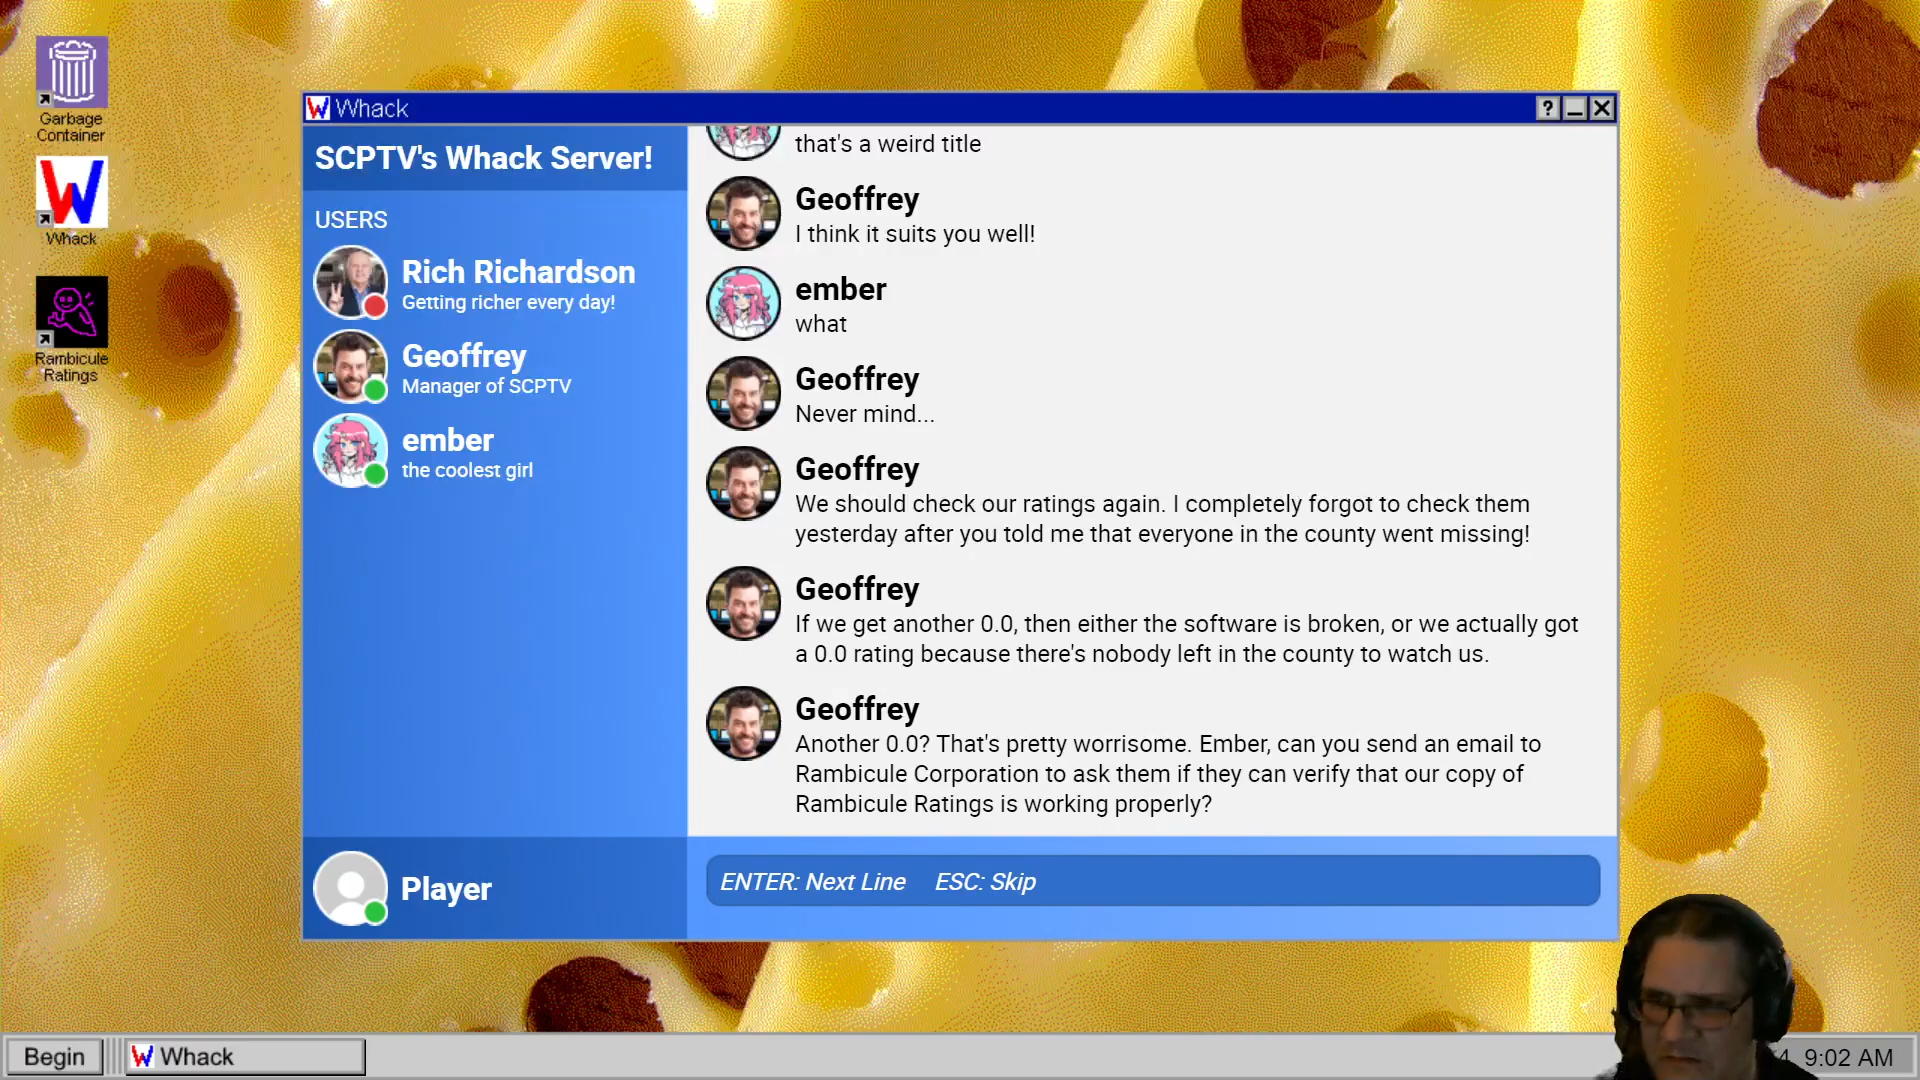 Garbage
Container
Whack
Rambicule
Ratings
Whack
SCPTV's Whack Server!
USERS
Rich Richardson
Getting richer every day!
Geoffrey
Manager of SCPTV
ember
the coolest girl
Player
that's a weird title
Geoffrey
I think it suits you well!
ember
what
Geoffrey
Never mind...
Geoffrey
We should check our ratings again. I completely forgot to check them
yesterday after you told me that everyone in the county went missing!
Geoffrey
If we get another 0.0, then either the software is broken, or we actually got
a 0.0 rating because there's nobody left in the county to watch us.
Geoffrey
Another 0.0? That's pretty worrisome. Ember, can you send an email to
Rambicule Corporation to ask them if they can verify that our copy of
Rambicule Ratings is working properly?
ENTER: Next Line ESC: Skip
Begin
Whack
9:02 AM